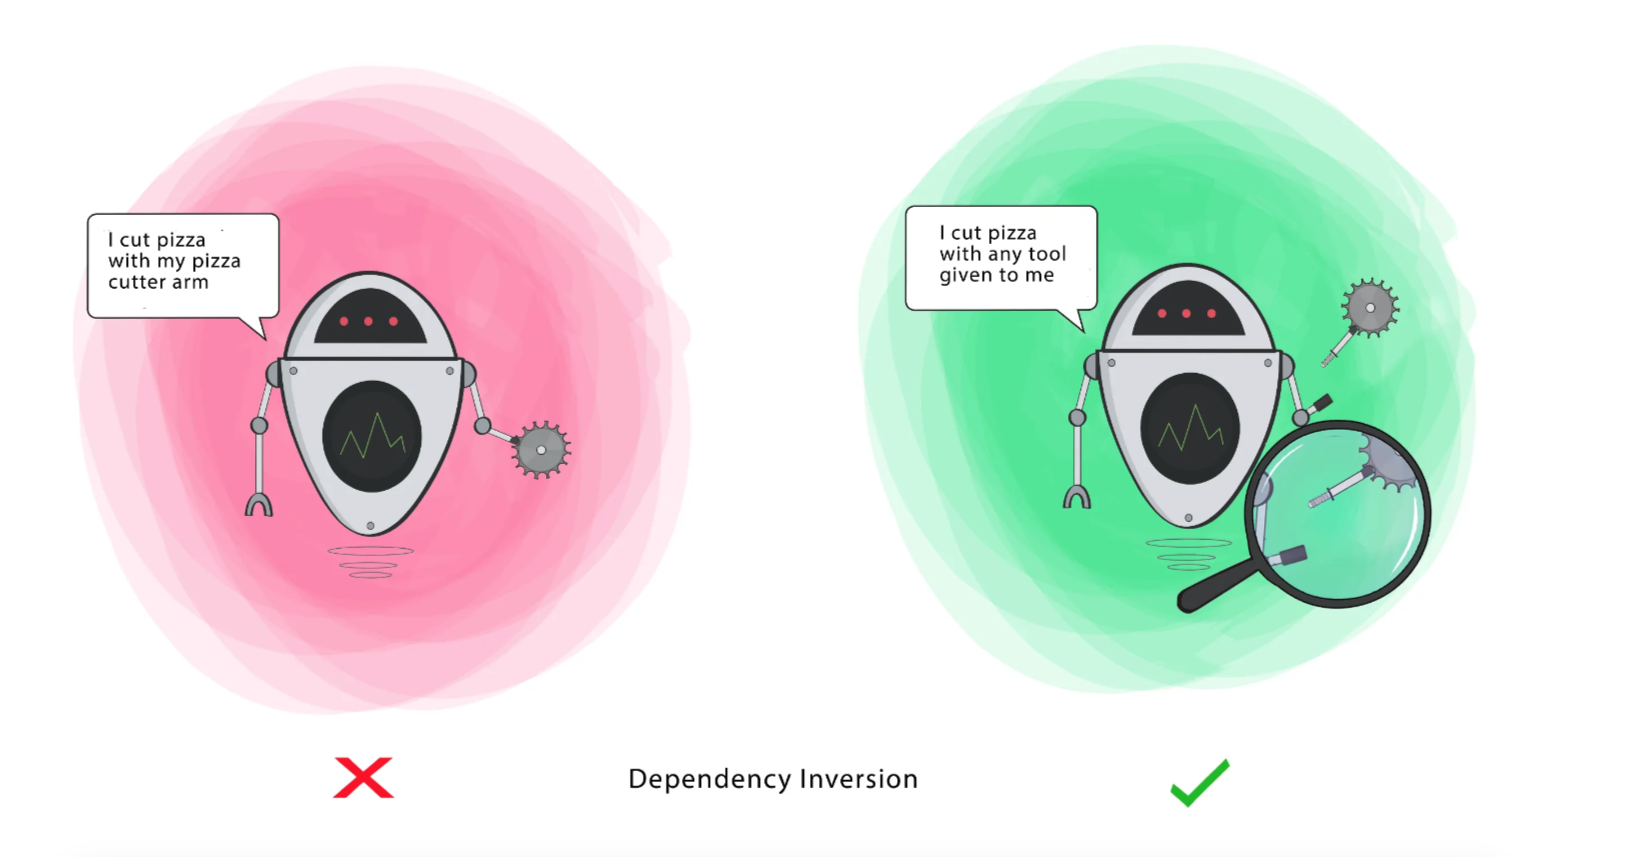 I cut pizza
with my pizza
cutter arm
I cut pizza
with any tool
given to me
Dependency Inversion